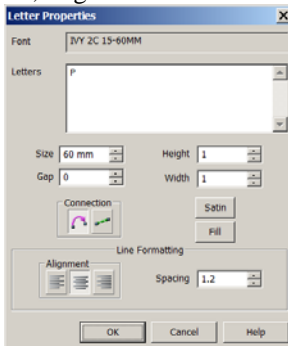 Letter Properties
Font IVY 2C 15-60MM
Letters P
Size 60 mm Height 1
Gap 0 Width 1
Connection Satin
Fill
Line Formatting
Alignment Spacing 1.2
OK Cancel Help